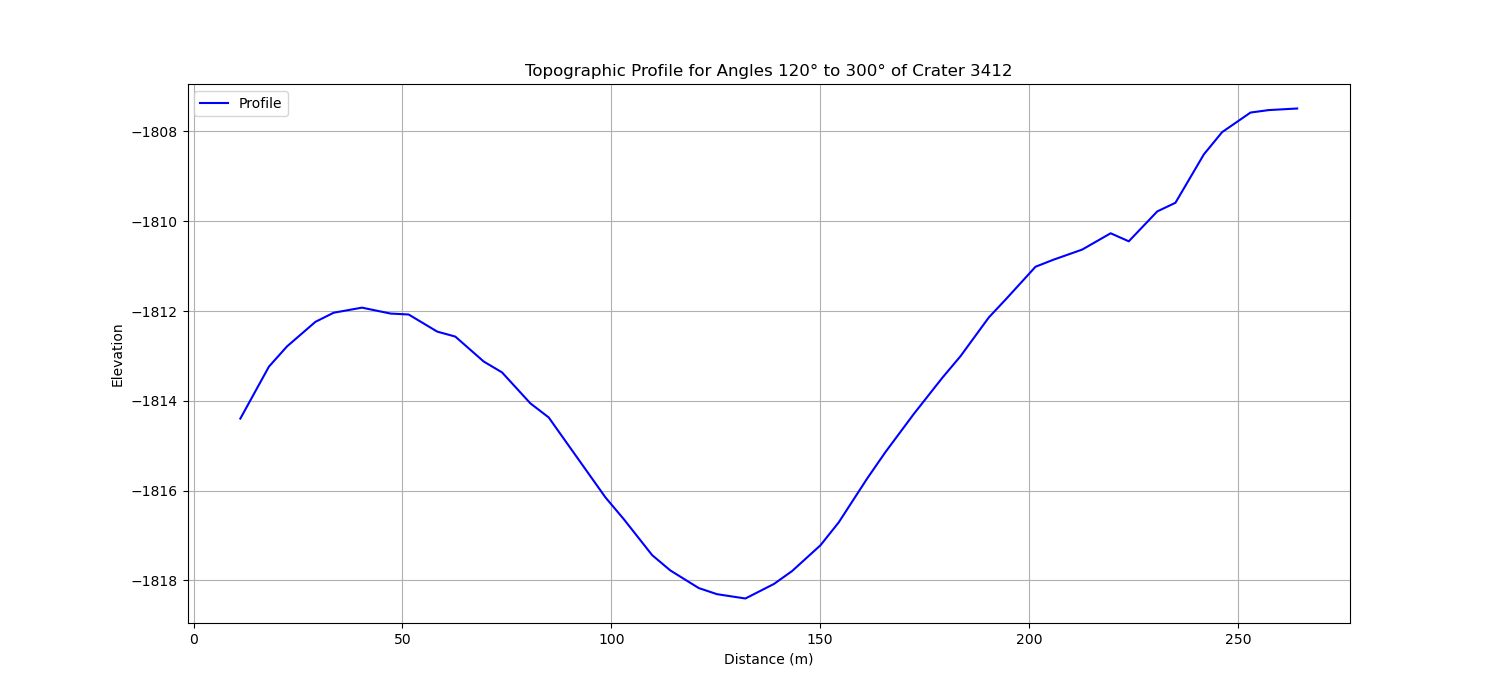 Topographic Profile for Angles 120° to 300° of Crater 3412
Profile
Elevation
−1808
−1810
−1812
−1814
−1816
−1818
0 50 100 150 200 250
Distance (m)